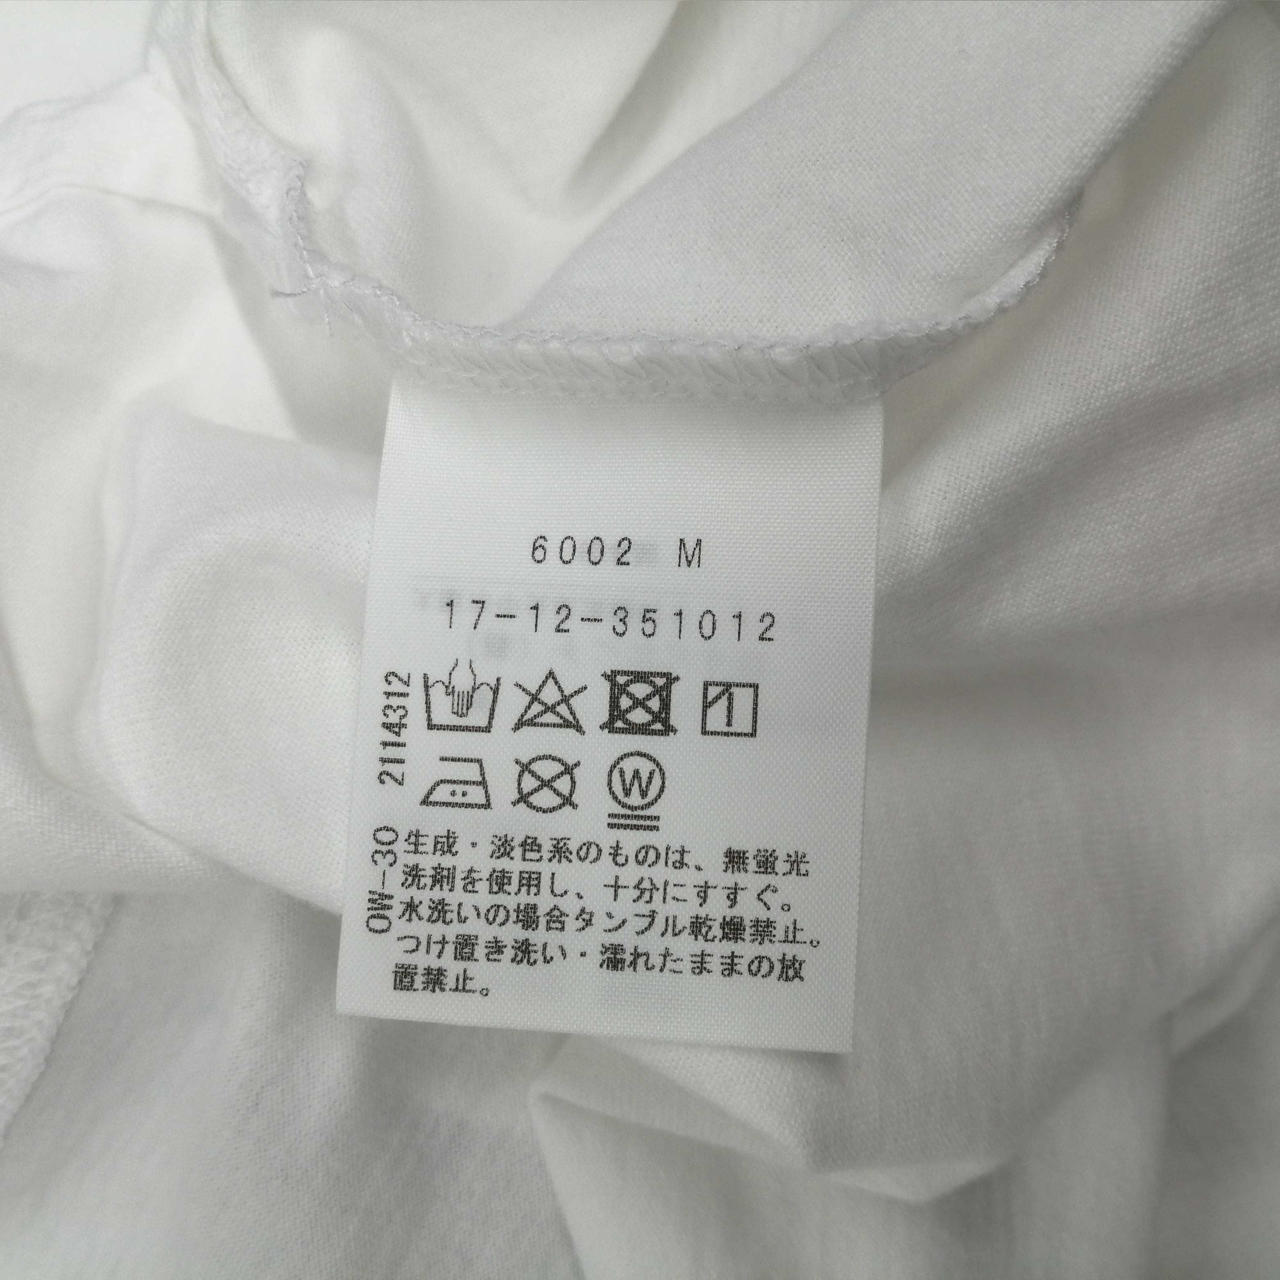 6002 M
17-12-351012
2114312
W
OW-30
生成・淡色系のものは、無蛍光
洗剤を使用し、十分にすすぐ。
水洗いの場合タンブル乾燥禁止。
つけ置き洗い・濡れたままの放
置禁止。